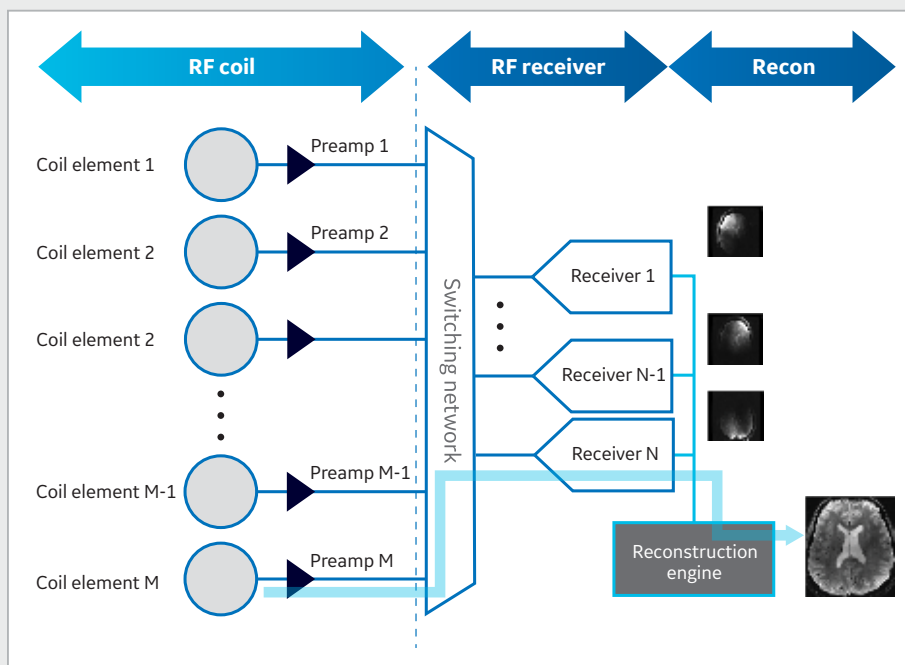 RF coil
RF receiver
Recon
Coil element 1
Preamp 1
Coil element 2
Preamp 2
Coil element 2
Coil element M-1
Preamp M-1
Coil element M
Preamp M
Switching network
Receiver 1
Receiver N-1
Receiver N
Reconstruction
engine